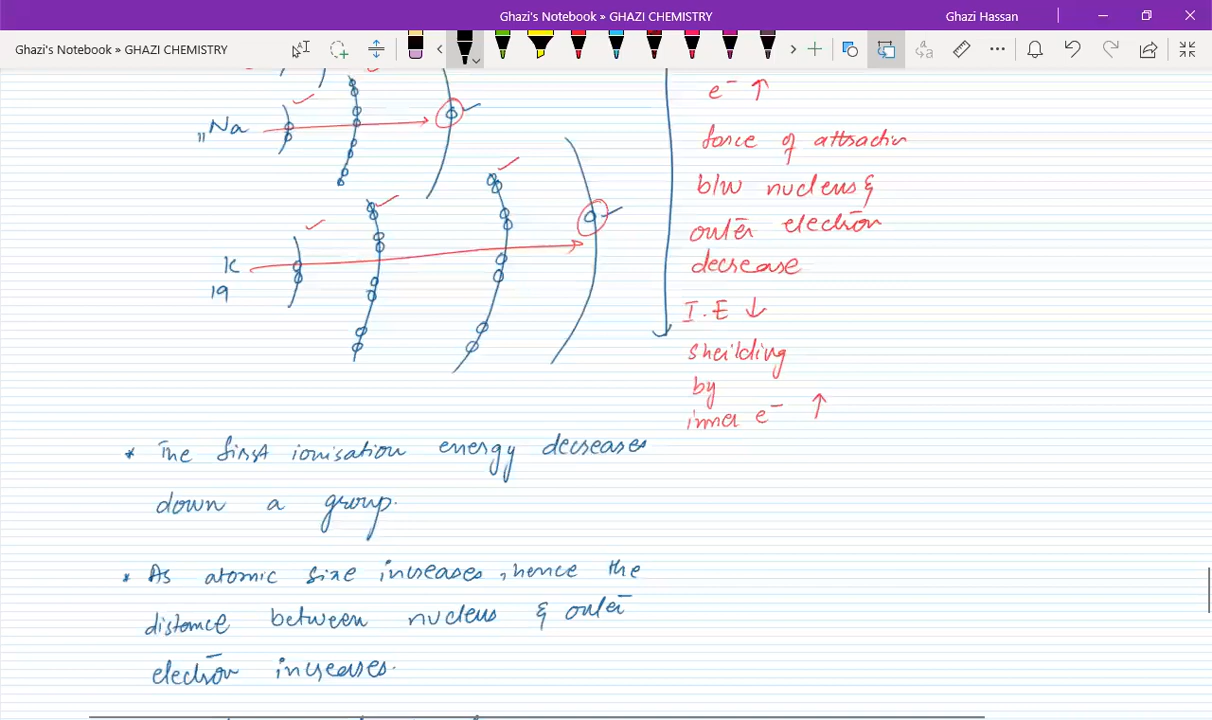 Ghazi's Notebook » GHAZI CHEMISTRY
Ghazi Hassan
Ghazi's Notebook » GHAZI CHEMISTRY
e⁻ ↑
₁₁Na
force of attraction
b/w nucleus &
outer electron
decrease
K
19
I.E ↓
sheilding
by
inner e⁻ ↑
* The first ionisation energy decreases
down a group.
* As atomic size increases, hence the
distance between nucleus & outer
electron increases.